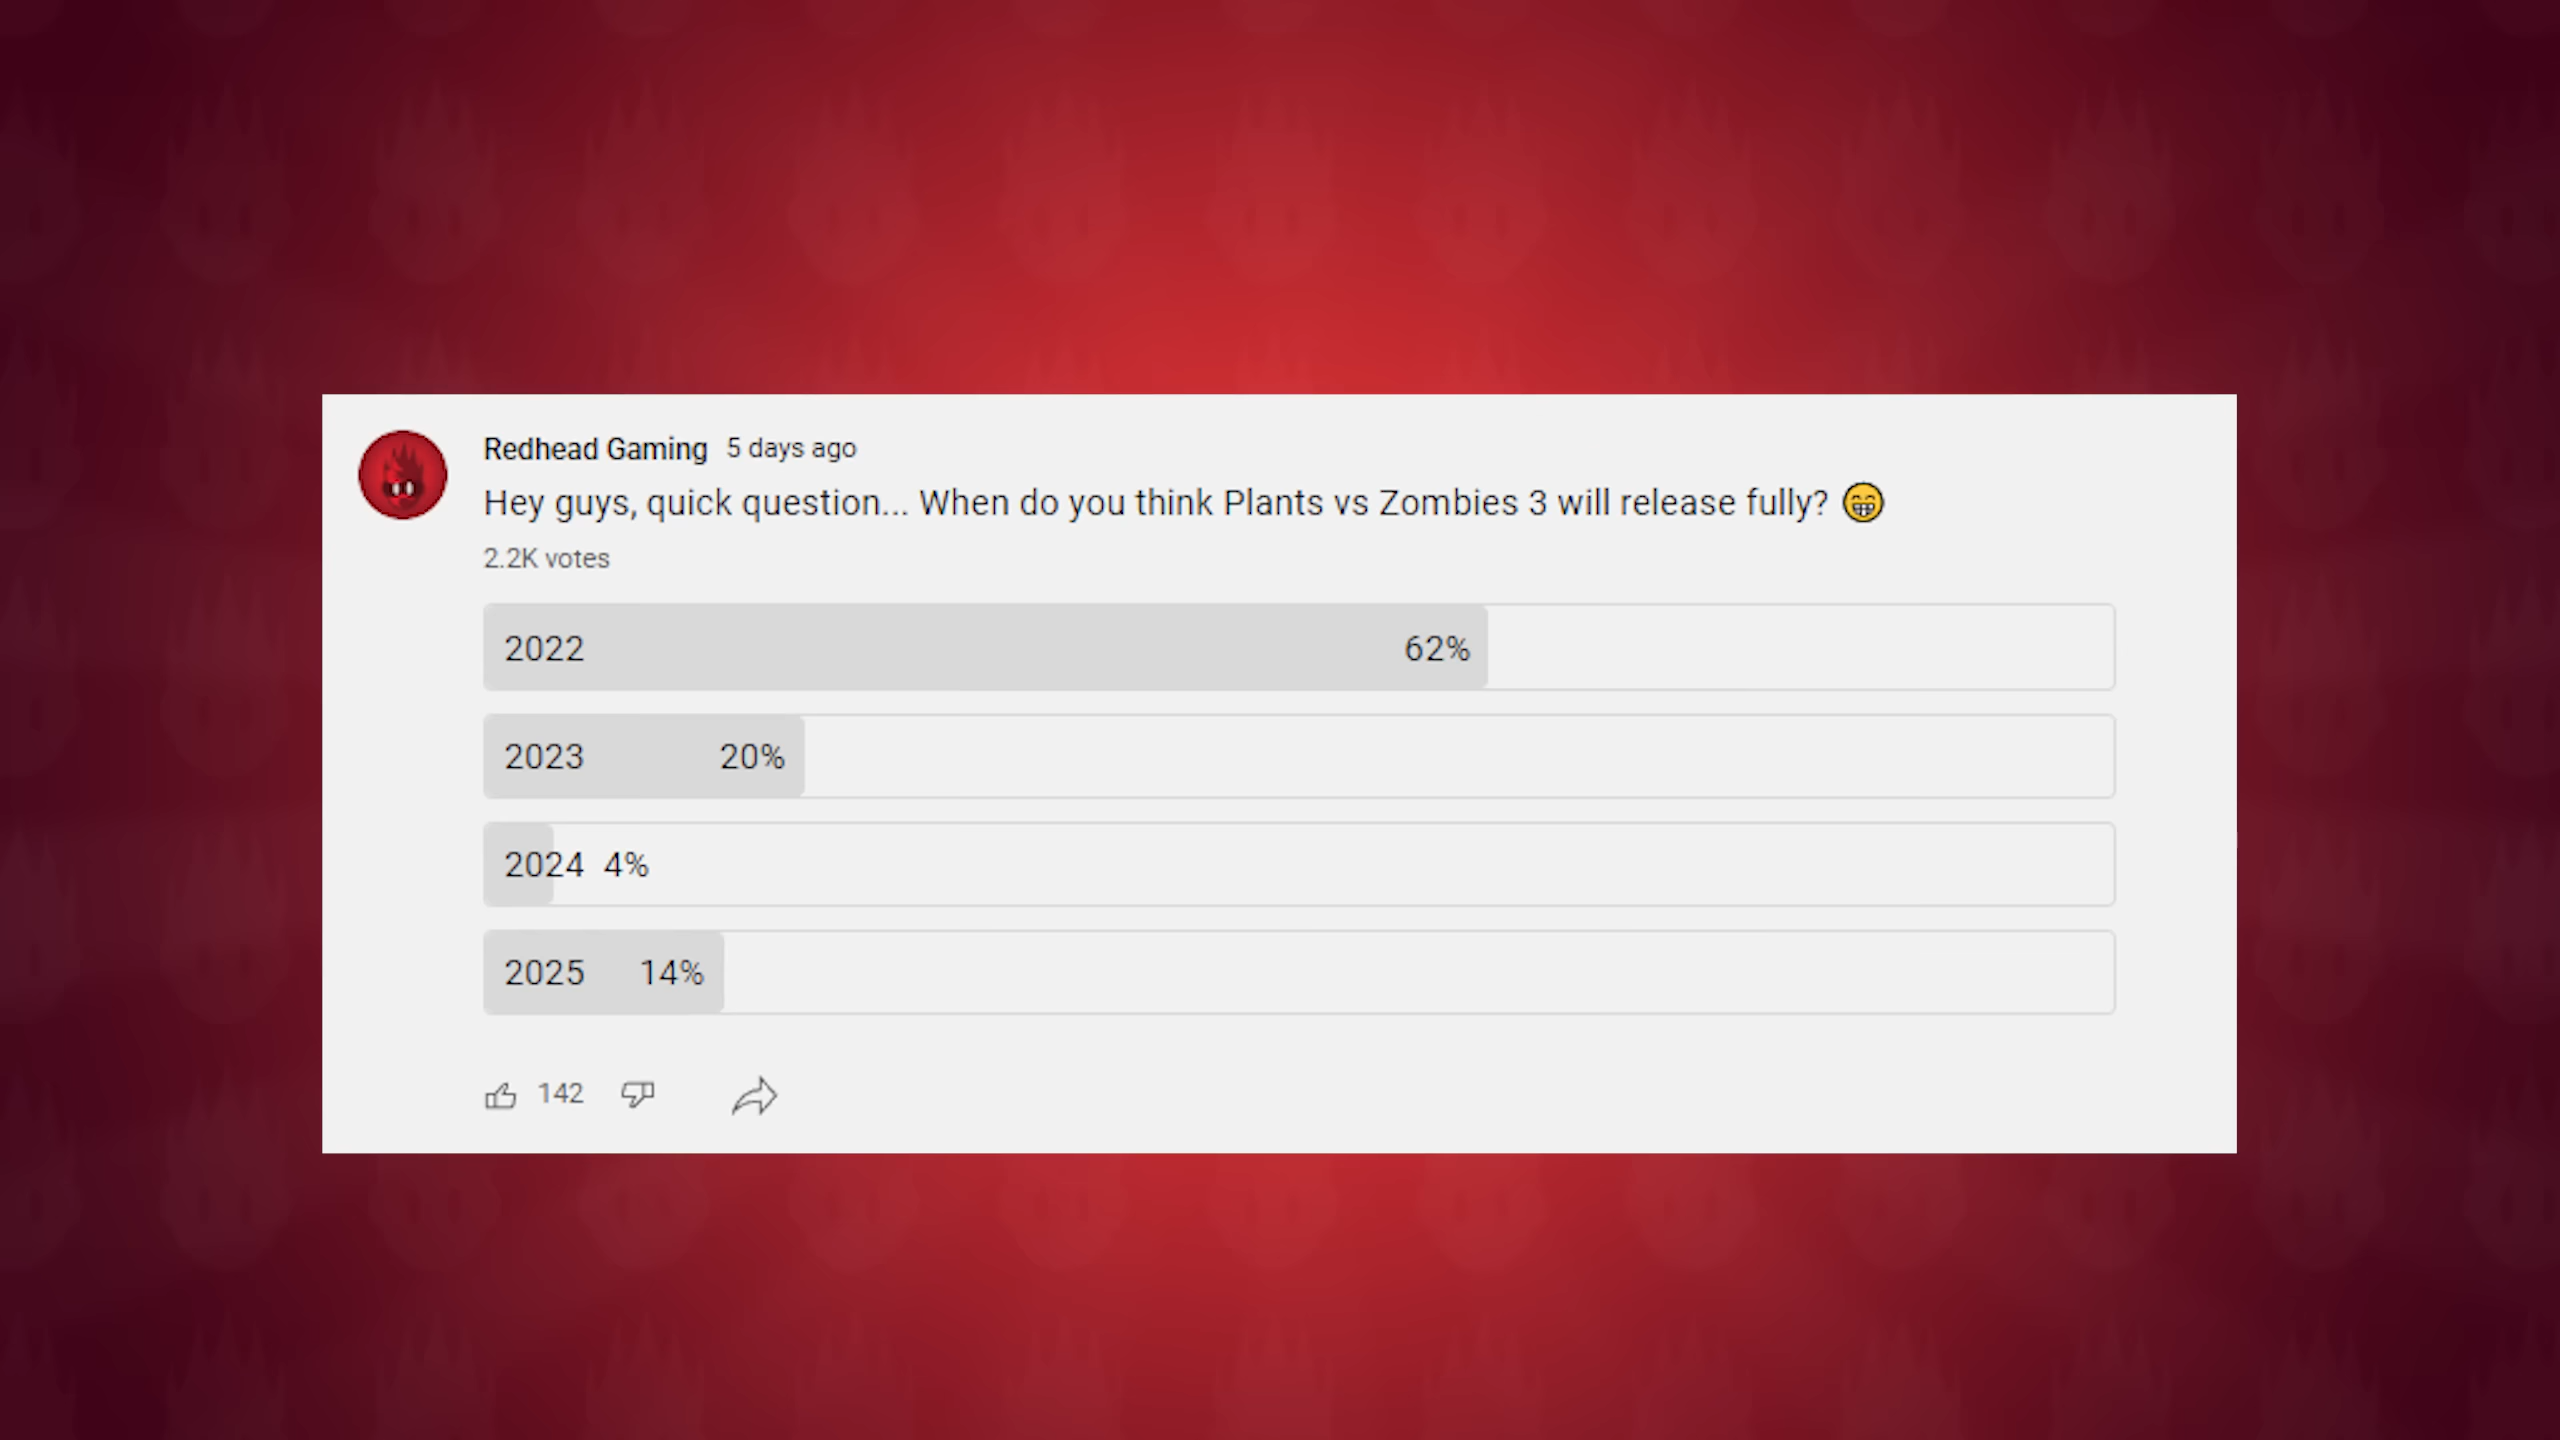 Redhead Gaming 5 days ago
Hey guys, quick question... When do you think Plants vs Zombies 3 will release fully? 😁
2.2K votes
2022 62%
2023 20%
2024 4%
2025 14%
142